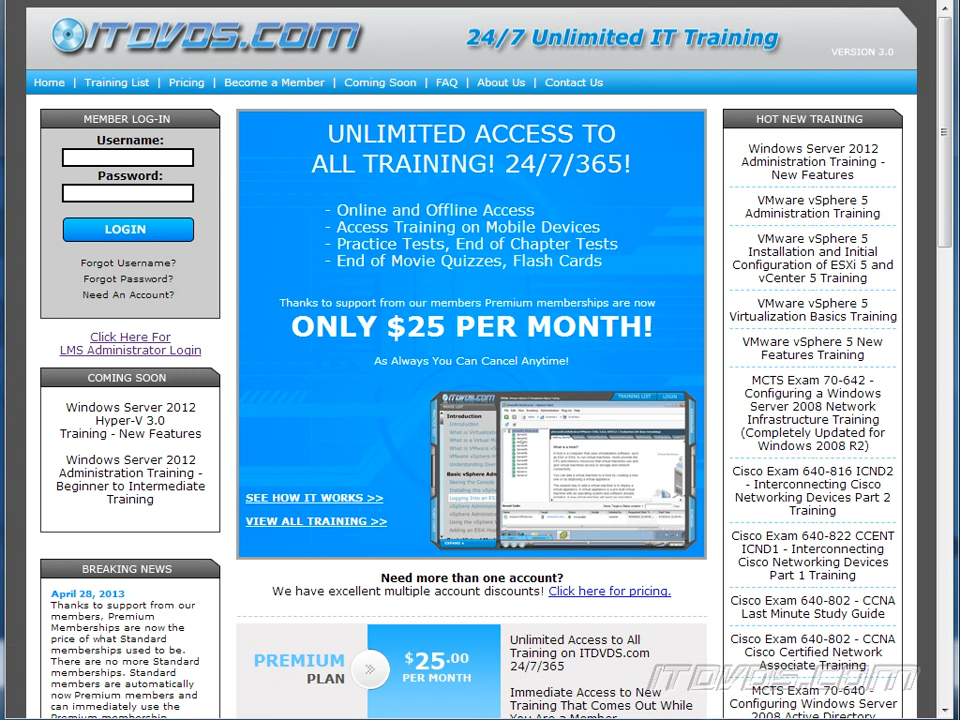 ITDVDS.COM
24/7 Unlimited IT Training
VERSION 3.0
Home | Training List | Pricing | Become a Member | Coming Soon | FAQ | About Us | Contact Us
MEMBER LOG-IN
Username:
Password:
LOGIN
Forgot Username?
Forgot Password?
Need An Account?
Click Here For
LMS Administrator Login
COMING SOON
Windows Server 2012
Hyper-V 3.0
Training - New Features
Windows Server 2012
Administration Training -
Beginner to Intermediate
Training
BREAKING NEWS
April 28, 2013
Thanks to support from our
members, Premium
Memberships are now the
price of what Standard
memberships used to be.
There are no more Standard
memberships. Standard
members are automatically
now Premium members and
can immediately use the
Premium membership
UNLIMITED ACCESS TO
ALL TRAINING! 24/7/365!
- Online and Offline Access
- Access Training on Mobile Devices
- Practice Tests, End of Chapter Tests
- End of Movie Quizzes, Flash Cards
Thanks to support from our members Premium memberships are now
ONLY $25 PER MONTH!
As Always You Can Cancel Anytime!
SEE HOW IT WORKS >>
VIEW ALL TRAINING >>
ITDVDS.COM
TRAINING LIST
LOGIN
Introduction
Need more than one account?
We have excellent multiple account discounts! Click here for pricing.
PREMIUM
PLAN
$25.00
PER MONTH
Unlimited Access to All
Training on ITDVDS.com
24/7/365
Immediate Access to New
Training That Comes Out While
You Are a Member
HOT NEW TRAINING
Windows Server 2012
Administration Training -
New Features
VMware vSphere 5
Administration Training
VMware vSphere 5
Installation and Initial
Configuration of ESXi 5 and
vCenter 5 Training
VMware vSphere 5
Virtualization Basics Training
VMware vSphere 5 New
Features Training
MCTS Exam 70-642 -
Configuring a Windows
Server 2008 Network
Infrastructure Training
(Completely Updated for
Windows 2008 R2)
Cisco Exam 640-816 ICND2
- Interconnecting Cisco
Networking Devices Part 2
Training
Cisco Exam 640-822 CCENT
ICND1 - Interconnecting
Cisco Networking Devices
Part 1 Training
Cisco Exam 640-802 - CCNA
Last Minute Study Guide
Cisco Exam 640-802 - CCNA
Cisco Certified Network
Associate Training
MCTS Exam 70-640 -
Configuring Windows Server
2008 Active Directory
ITDVDS.COM